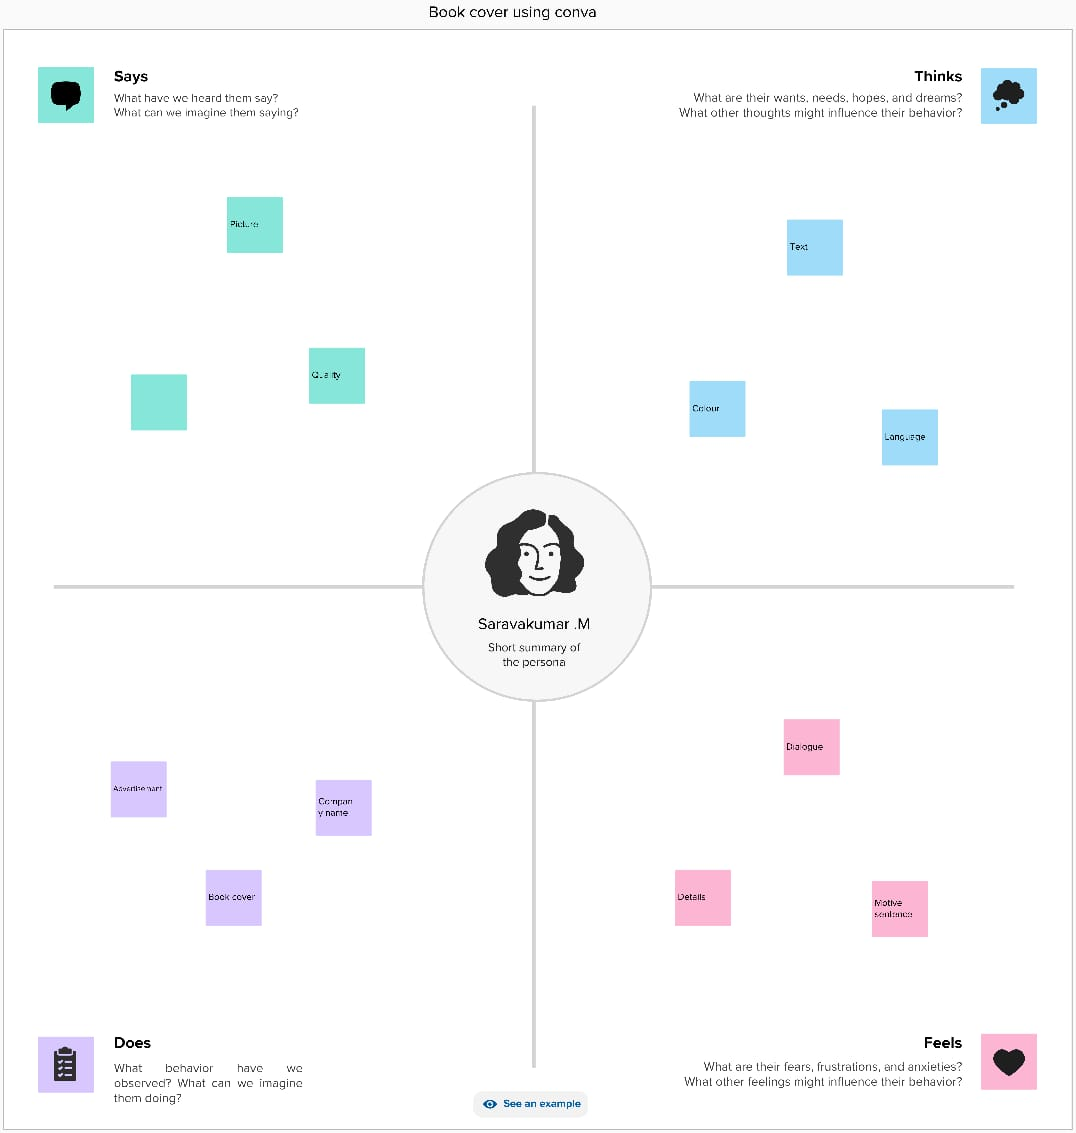 Book cover using conva
Says
What have we heard them say?
What can we imagine them saying?
Thinks
What are their wants, needs, hopes, and dreams?
What other thoughts might influence their behavior?
Picture
Text
Quality
Colour
Language
Saravakumar .M
Short summary of
the persona
Dialogue
Advertisement
Compan
y name
Book cover
Details
Motive
sentence
Does
What behavior have we
observed? What can we imagine
them doing?
Feels
What are their fears, frustrations, and anxieties?
What other feelings might influence their behavior?
See an example